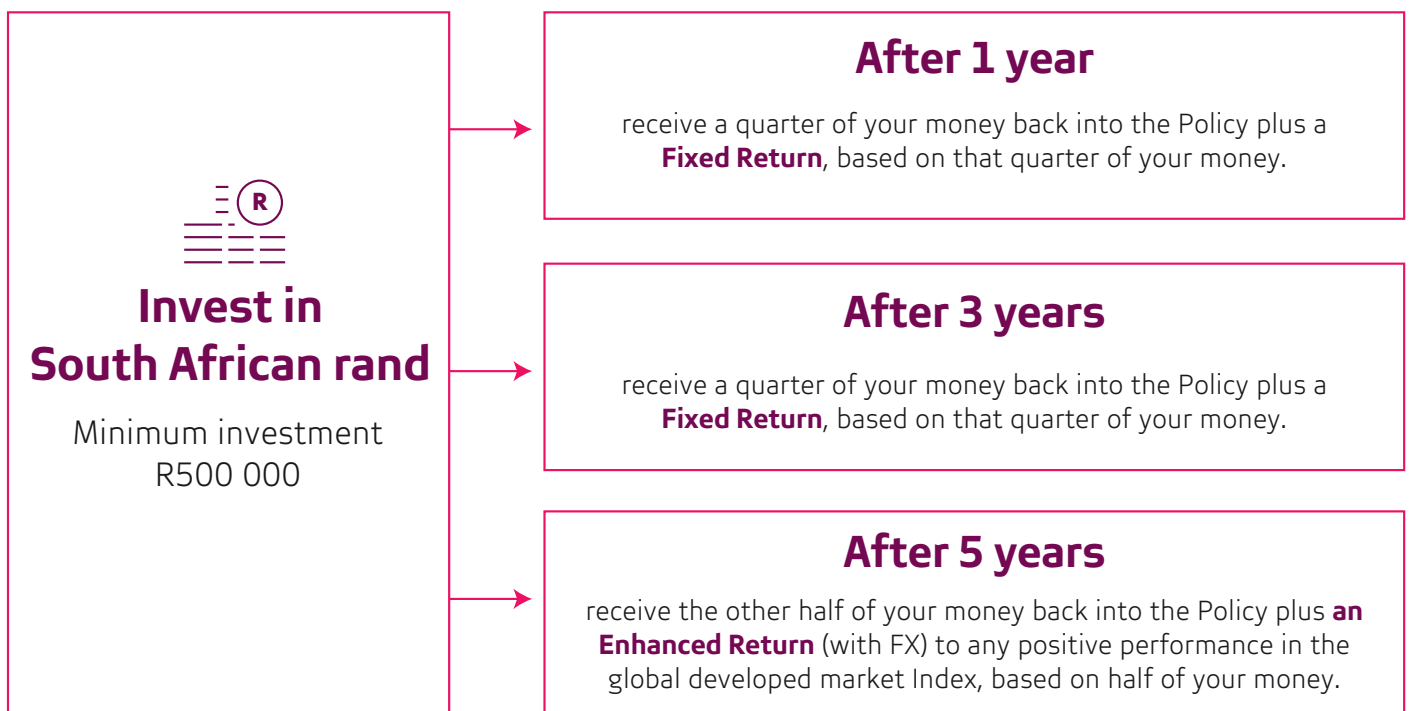 R
Invest in
South African rand
Minimum investment
R500 000
After 1 year
receive a quarter of your money back into the Policy plus a
Fixed Return, based on that quarter of your money.
After 3 years
receive a quarter of your money back into the Policy plus a
Fixed Return, based on that quarter of your money.
After 5 years
receive the other half of your money back into the Policy plus an
Enhanced Return (with FX) to any positive performance in the
global developed market Index, based on half of your money.